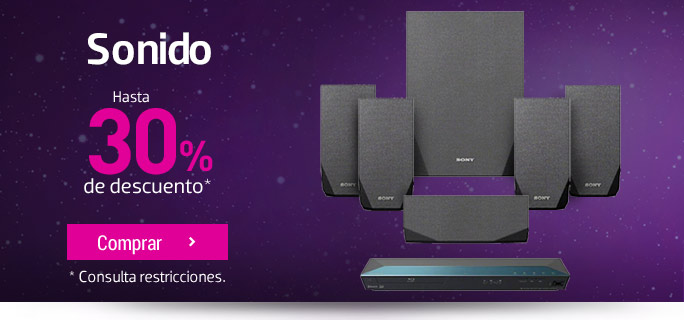 Sonido
Hasta
30%
de descuento*
Comprar >
* Consulta restricciones.
SONY
SONY
SONY
SONY
SONY
SONY